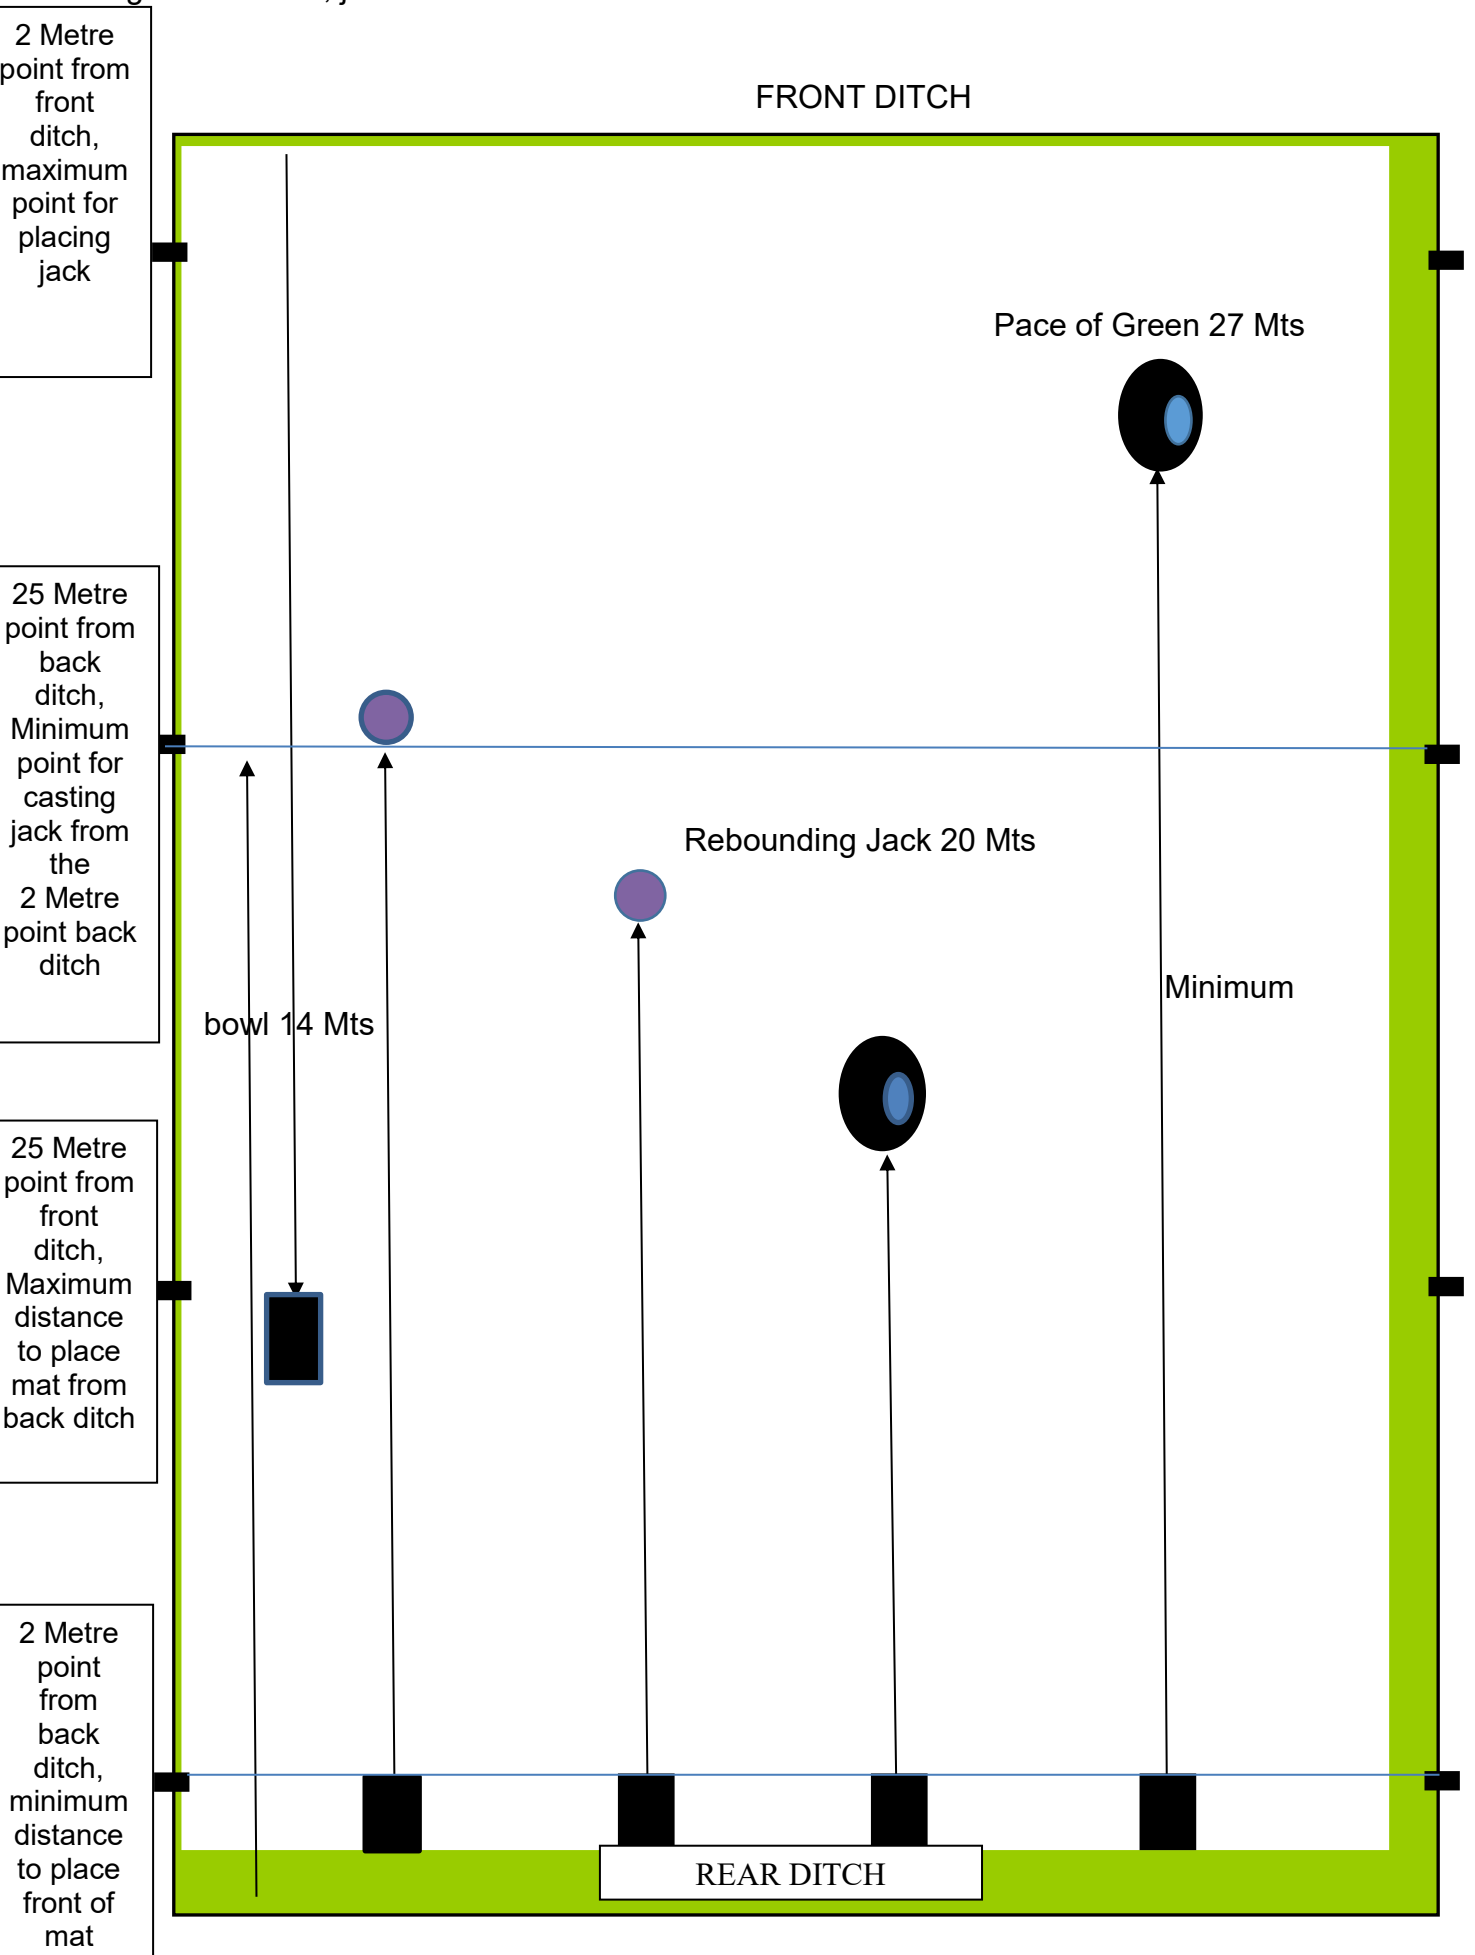 2 Metre
point from
front
ditch,
maximum
point for
placing
jack
FRONT DITCH
Pace of Green 27 Mts
25 Metre
point from
back
ditch,
Minimum
point for
casting
jack from
the
2 Metre
point back
ditch
Rebounding Jack 20 Mts
Minimum
bowl 14 Mts
25 Metre
point from
front
ditch,
Maximum
distance
to place
mat from
back ditch
2 Metre
point
from
back
ditch,
minimum
distance
to place
front of
mat
REAR DITCH